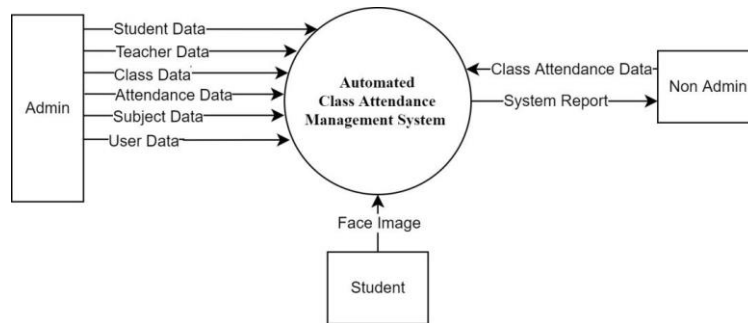 Admin
Student Data
Teacher Data
Class Data
Attendance Data
Subject Data
User Data
Automated
Class Attendance
Management System
Class Attendance Data
System Report
Non Admin
Face Image
Student